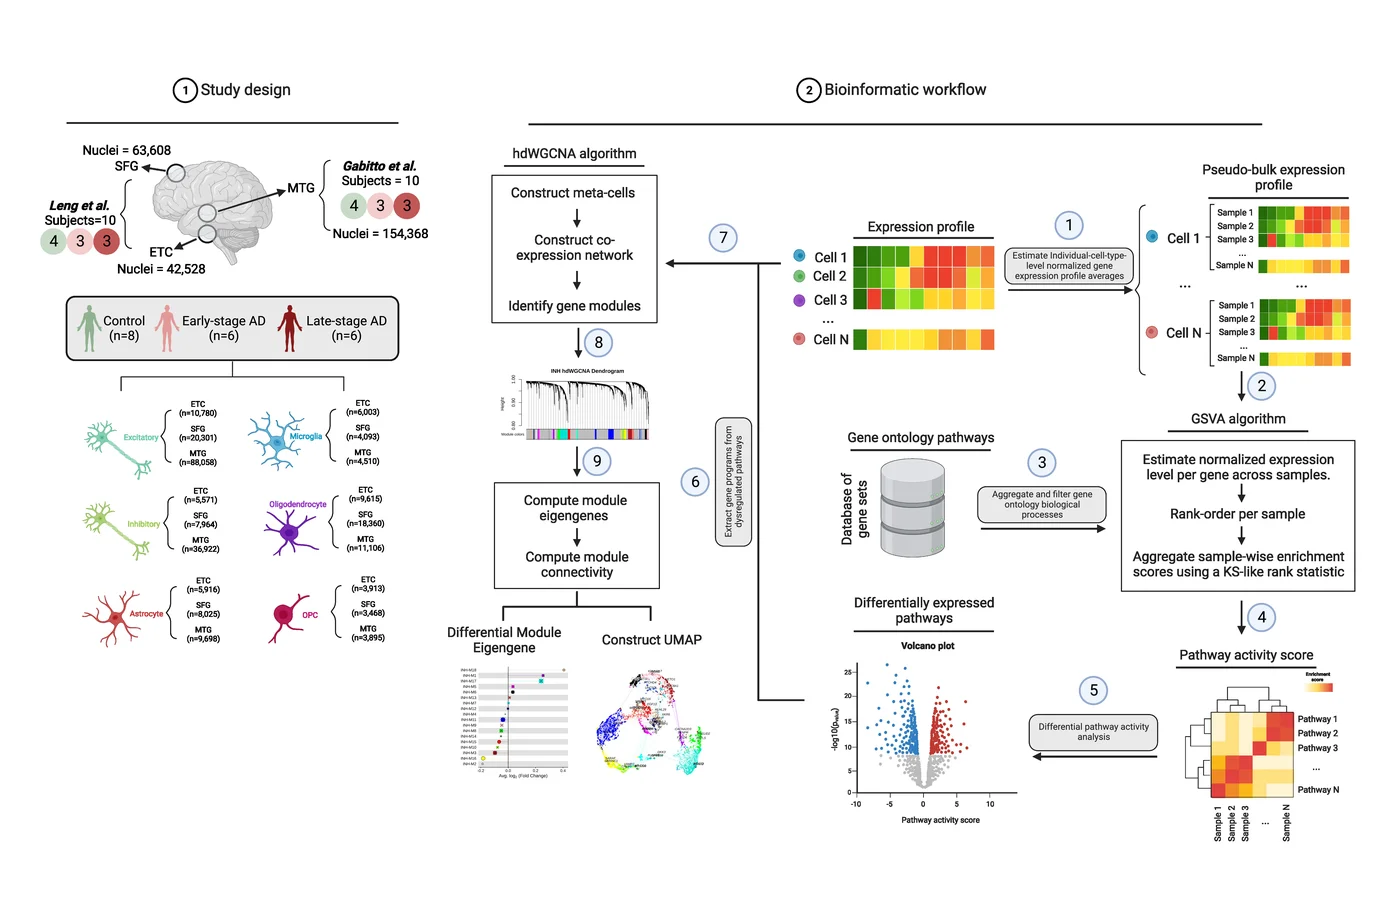 1 Study design
Nuclei = 63,608
SFG
Leng et al.
Subjects=10
4 3 3
ETC
Nuclei = 42,528
MTG
Gabitto et al.
Subjects = 10
4 3 3
Nuclei = 154,368
Control
(n=8)
Early-stage AD
(n=6)
Late-stage AD
(n=6)
Excitatory
ETC
(n=10,780)
SFG
(n=20,301)
MTG
(n=88,058)
Microglia
ETC
(n=6,003)
SFG
(n=4,093)
MTG
(n=4,510)
Inhibitory
ETC
(n=5,571)
SFG
(n=7,964)
MTG
(n=36,922)
Oligodendrocyte
ETC
(n=9,615)
SFG
(n=18,360)
MTG
(n=11,106)
Astrocyte
ETC
(n=5,916)
SFG
(n=8,025)
MTG
(n=9,698)
OPC
ETC
(n=3,913)
SFG
(n=3,468)
MTG
(n=3,895)
2 Bioinformatic workflow
hdWGCNA algorithm
Construct meta-cells
Construct co-
expression network
Identify gene modules
8
INH hdWGCNA Dendrogram
Height
1.00
0.90
0.80
Module colors
9
Compute module
eigengenes
Compute module
connectivity
Differential Module
Eigengene
Avg. log₂ (Fold Change)
Construct UMAP
7
6
Extract gene programs from
dysregulated pathways
Expression profile
Cell 1
Cell 2
Cell 3
...
Cell N
1
Estimate Individual-cell-type-
level normalized gene
expression profile averages
Pseudo-bulk expression
profile
Cell 1
Sample 1
Sample 2
Sample 3
...
Sample N
... ...
Cell N
Sample 1
Sample 2
Sample 3
...
Sample N
2
GSVA algorithm
Estimate normalized expression
level per gene across samples.
Rank-order per sample
Aggregate sample-wise enrichment
scores using a KS-like rank statistic
Gene ontology pathways
Database of
gene sets
3
Aggregate and filter gene
ontology biological
processes
4
Pathway activity score
Enrichment
score
Pathway 1
Pathway 2
Pathway 3
...
Pathway N
Sample 1
Sample 2
Sample 3
...
Sample N
5
Differential pathway activity
analysis
Differentially expressed
pathways
Volcano plot
-log10(pvalue)
25
20
15
10
5
0
-10 -5 0 5 10
Pathway activity score